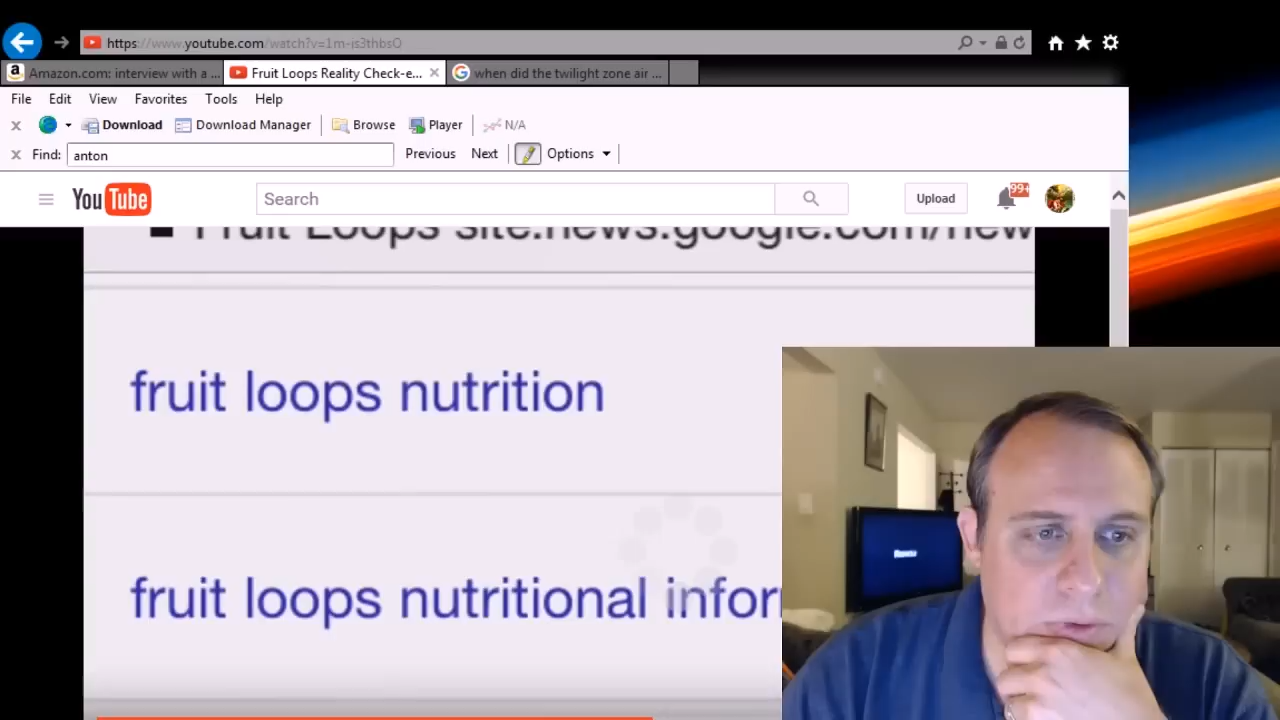 https://www.youtube.com/watch?v=1m-js3thbsQ
Amazon.com: interview with a ...
Fruit Loops Reality Check-e...
when did the twilight zone air ...
File Edit View Favorites Tools Help
Download Download Manager Browse Player N/A
Find: anton Previous Next Options
YouTube Search Upload 99+
Fruit Loops site:news.google.com/new
fruit loops nutrition
fruit loops nutritional infor